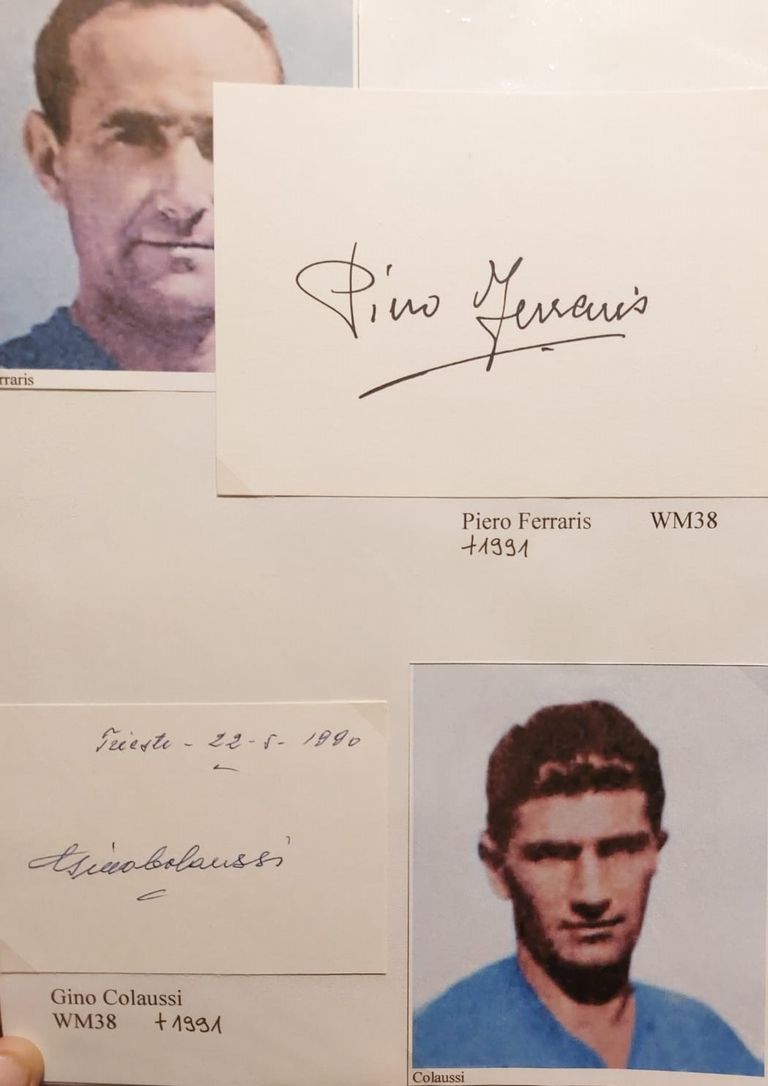 Piero Ferraris
rraris
Piero Ferraris WM38
+1991
Trieste - 22-5-1990
Gino Colaussi
Gino Colaussi
WM38 +1991
Colaussi